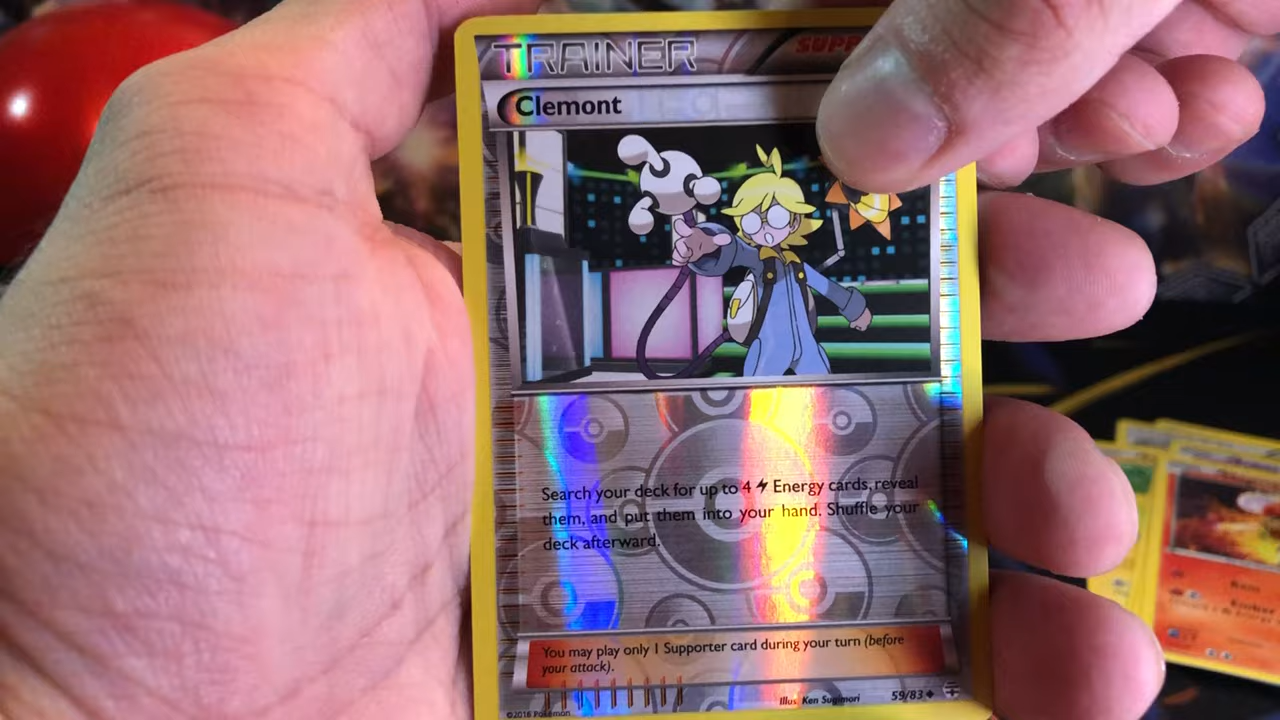 TRAINER
Clemont
Search your deck for up to 4 Energy cards, reveal
them, and put them into your hand. Shuffle your
deck afterward.
You may play only 1 Supporter card during your turn (before
your attack).
Illus. Ken Sugimori
59/83
©2016 Pokémon